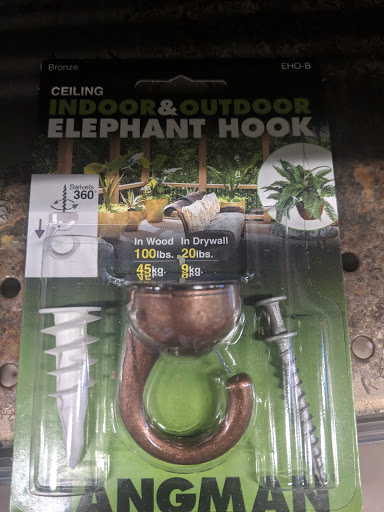 Bronze EHO-B
CEILING
INDOOR&OUTDOOR
ELEPHANT HOOK
Swivels
360°
In Wood In Drywall
100lbs. 20lbs.
45kg. 9kg.
ANGMAN